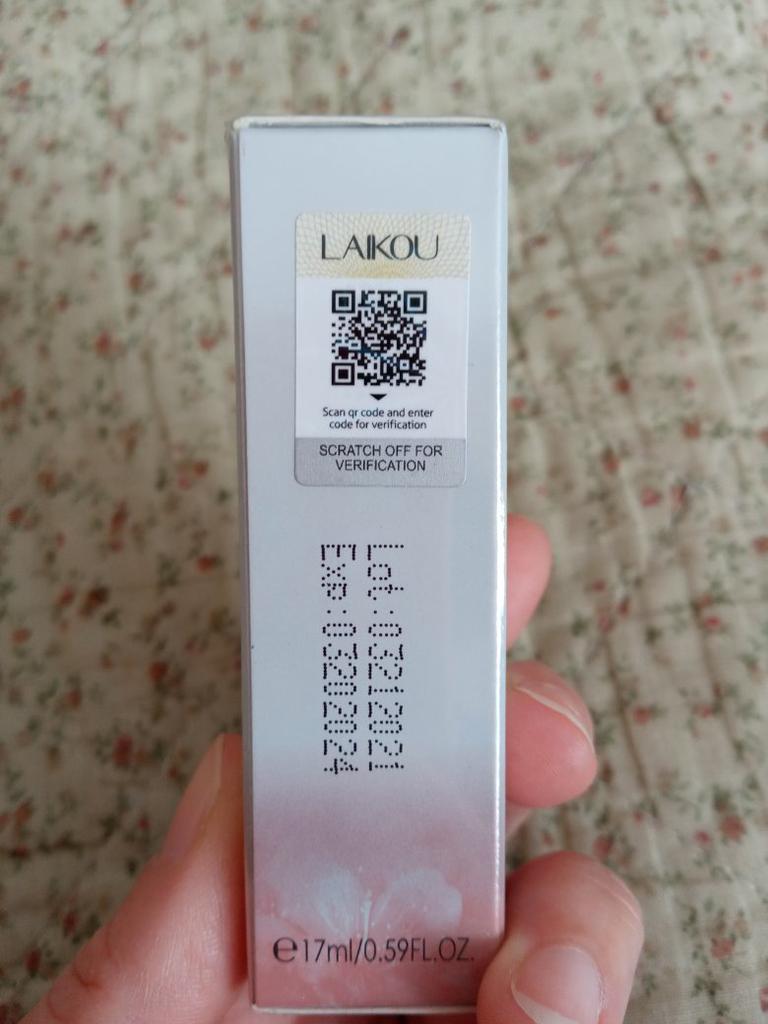 LAIKOU
Scan qr code and enter
code for verification
SCRATCH OFF FOR
VERIFICATION
Lot: 03212021
Exp: 03202024
℮17ml/0.59FL.OZ.